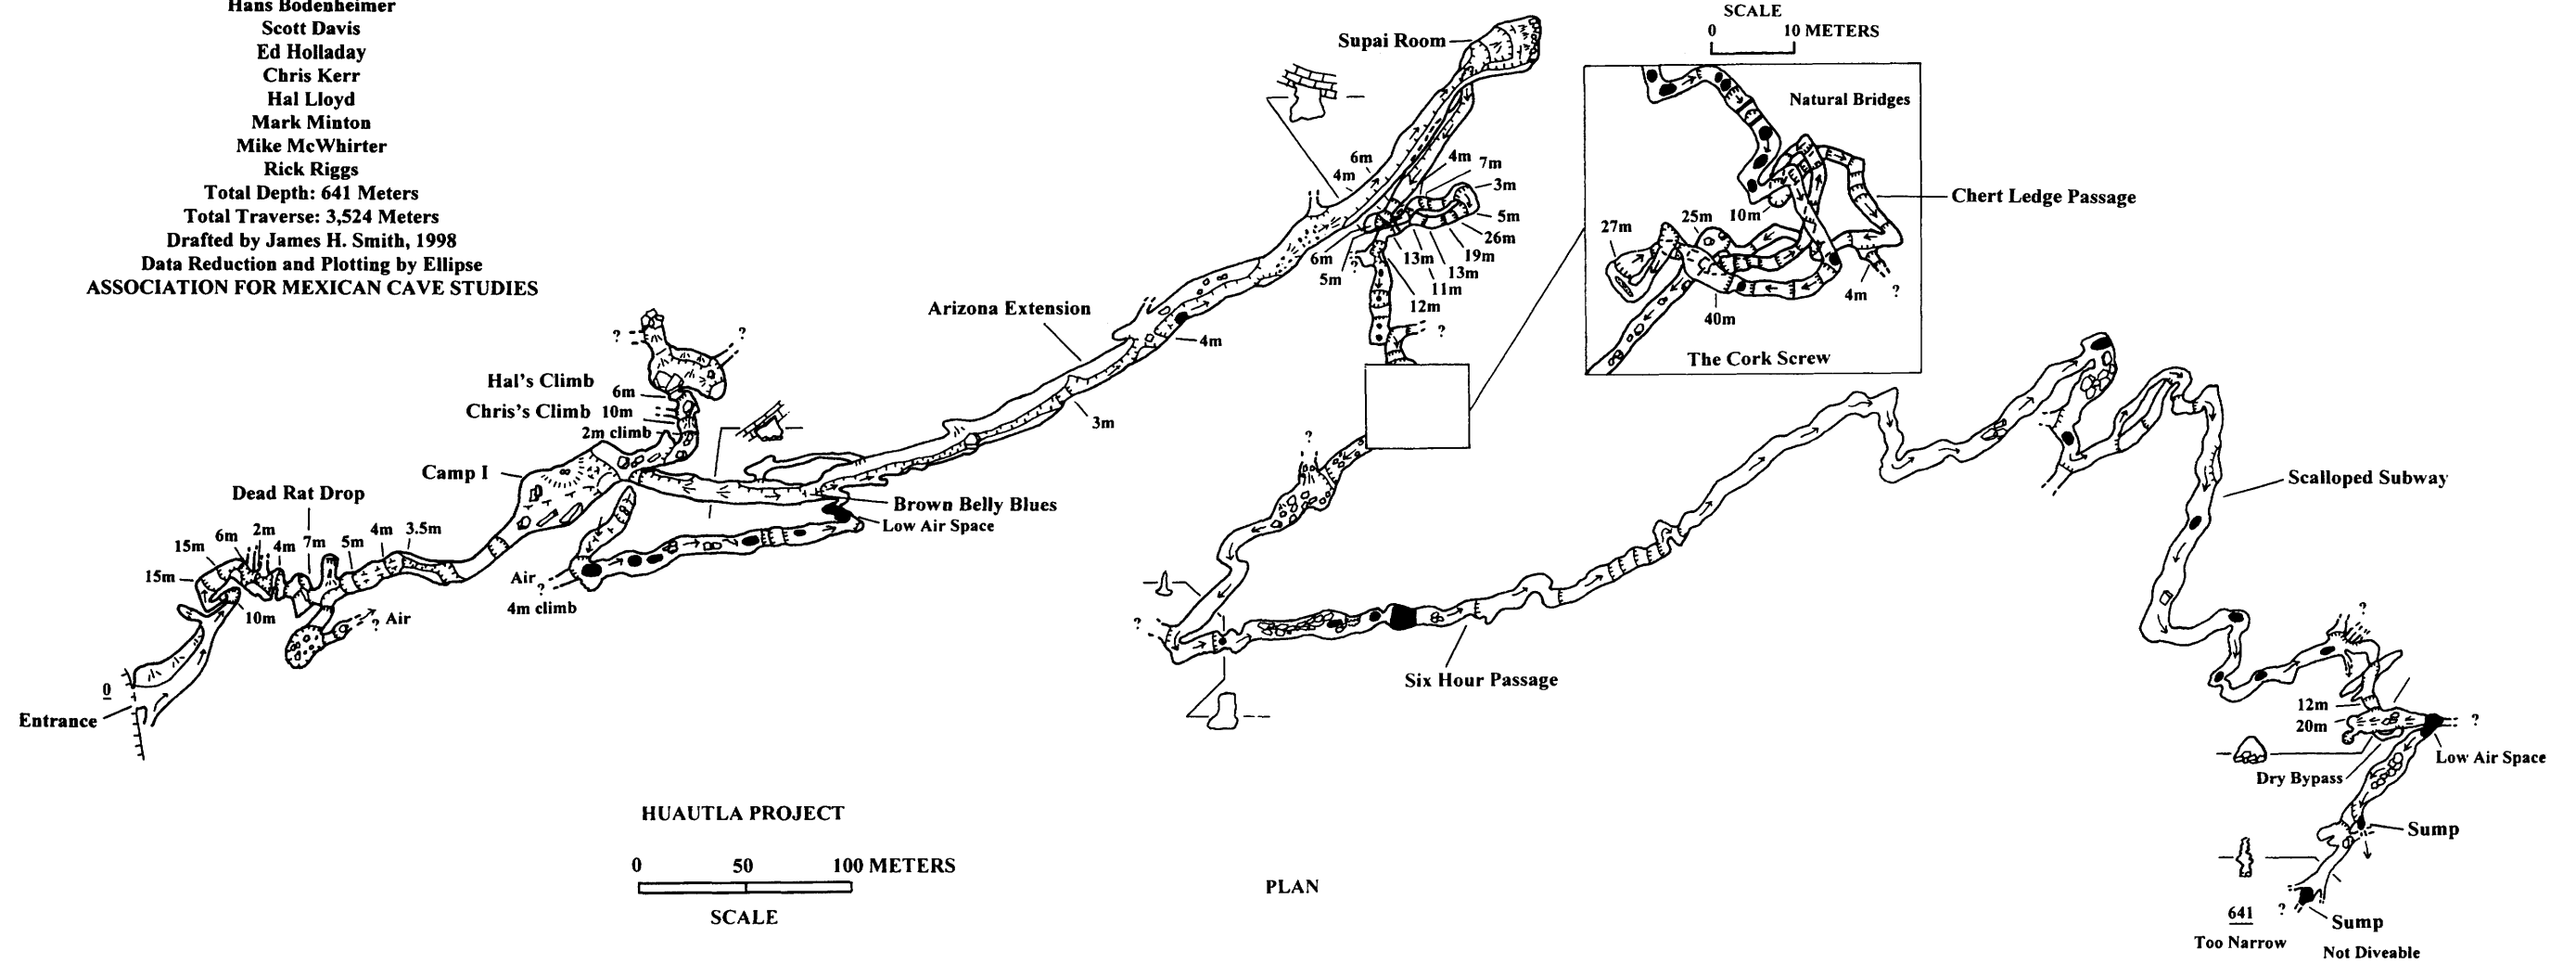 Hans Bodenheimer
Scott Davis
Ed Holladay
Chris Kerr
Hal Lloyd
Mark Minton
Mike McWhirter
Rick Riggs
Total Depth: 641 Meters
Total Traverse: 3,524 Meters
Drafted by James H. Smith, 1998
Data Reduction and Plotting by Ellipse
ASSOCIATION FOR MEXICAN CAVE STUDIES
Supai Room
SCALE
0 10 METERS
Natural Bridges
Chert Ledge Passage
10m
25m
27m
40m
4m
?
The Cork Screw
6m
4m
4m
7m
3m
5m
26m
19m
13m
11m
13m
12m
6m
5m
?
?
Arizona Extension
4m
3m
?
?
Hal's Climb
6m
Chris's Climb 10m
2m climb
Camp I
Brown Belly Blues
Low Air Space
Dead Rat Drop
15m
15m
6m
2m
4m
7m
5m
4m
3.5m
10m
Air
?
Air
?
4m climb
0
Entrance
?
?
Six Hour Passage
Scalloped Subway
?
12m
20m
?
Low Air Space
Dry Bypass
Sump
641
Too Narrow
?
Sump
Not Diveable
HUAUTLA PROJECT
0 50 100 METERS
SCALE
PLAN